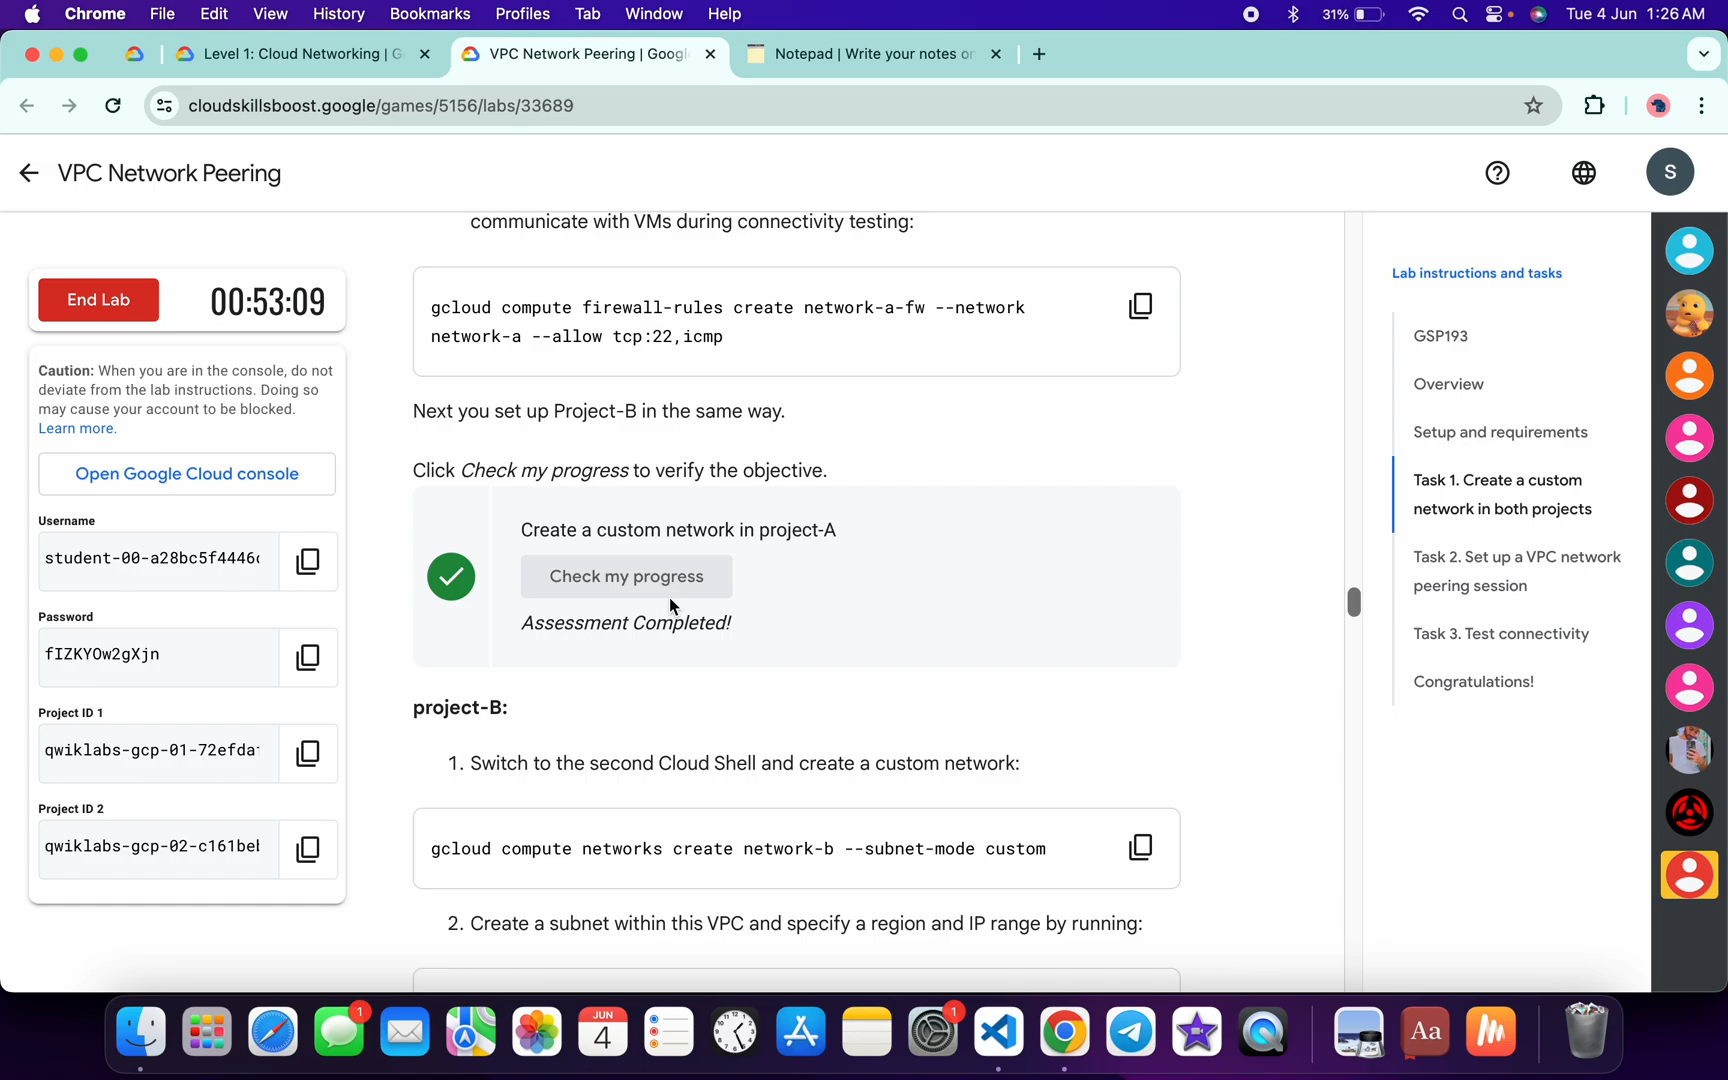 Chrome File Edit View History Bookmarks Profiles Tab Window Help 31% Tue 4 Jun 1:26 AM
Level 1: Cloud Networking | G VPC Network Peering | Googl Notepad | Write your notes on
cloudskillsboost.google/games/5156/labs/33689
VPC Network Peering
S
communicate with VMs during connectivity testing:
End Lab
00:53:09
Caution: When you are in the console, do not
deviate from the lab instructions. Doing so
may cause your account to be blocked.
Learn more.
Open Google Cloud console
Username
student-00-a28bc5f4446
Password
fIZKYOw2gXjn
Project ID 1
qwiklabs-gcp-01-72efda
Project ID 2
qwiklabs-gcp-02-c161be
gcloud compute firewall-rules create network-a-fw --network
network-a --allow tcp:22,icmp
Next you set up Project-B in the same way.
Click Check my progress to verify the objective.
Create a custom network in project-A
Check my progress
Assessment Completed!
project-B:
1. Switch to the second Cloud Shell and create a custom network:
gcloud compute networks create network-b --subnet-mode custom
2. Create a subnet within this VPC and specify a region and IP range by running:
Lab instructions and tasks
GSP193
Overview
Setup and requirements
Task 1. Create a custom
network in both projects
Task 2. Set up a VPC network
peering session
Task 3. Test connectivity
Congratulations!
1
JUN
4
1
Aa